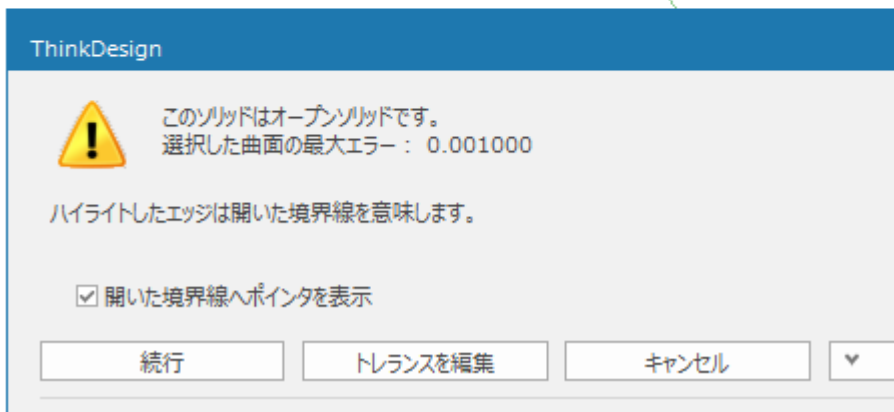 ThinkDesign
このソリッドはオープンソリッドです。
選択した曲面の最大エラー： 0.001000
ハイライトしたエッジは開いた境界線を意味します。
開いた境界線へポインタを表示
続行
トレランスを編集
キャンセル